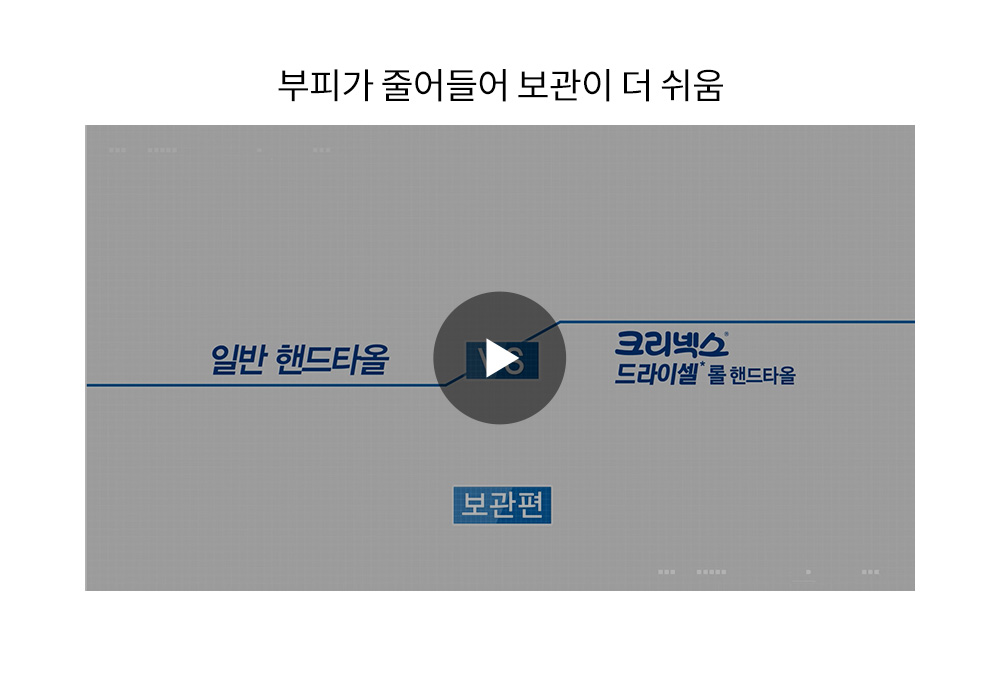 부피가 줄어들어 보관이 더 쉬움
일반 핸드타올
VS
크리넥스®
드라이셀* 롤 핸드타올
보관편